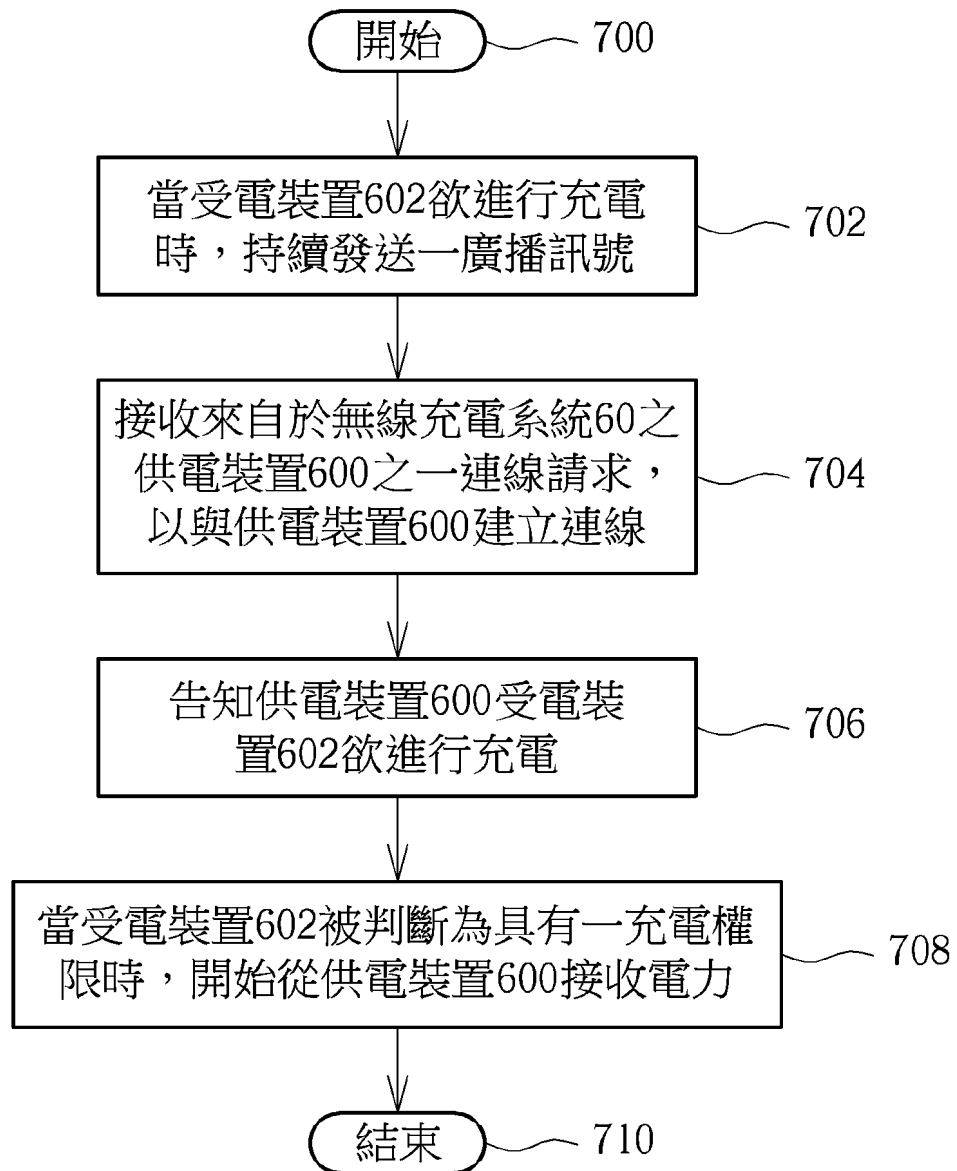 開始
700
當受電裝置602欲進行充電
時，持續發送一廣播訊號
702
接收來自於無線充電系統60之
供電裝置600之一連線請求，
以與供電裝置600建立連線
704
告知供電裝置600受電裝
置602欲進行充電
706
當受電裝置602被判斷為具有一充電權
限時，開始從供電裝置600接收電力
708
結束
710